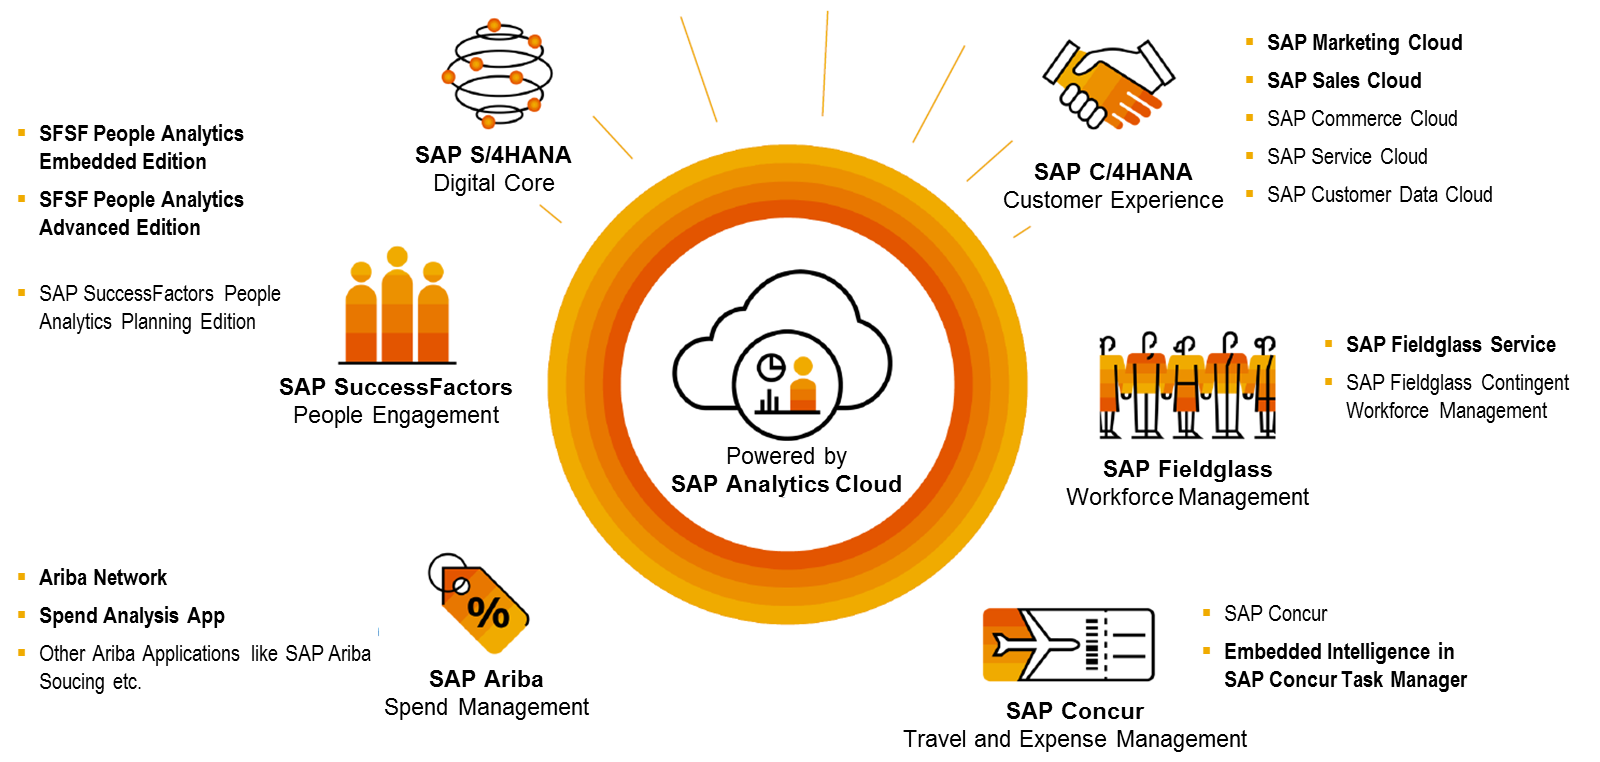 SAP S/4HANA
Digital Core
SAP C/4HANA
Customer Experience
SAP Marketing Cloud
SAP Sales Cloud
SAP Commerce Cloud
SAP Service Cloud
SAP Customer Data Cloud
SFSF People Analytics
Embedded Edition
SFSF People Analytics
Advanced Edition
SAP SuccessFactors People
Analytics Planning Edition
SAP SuccessFactors
People Engagement
Powered by
SAP Analytics Cloud
SAP Fieldglass Service
SAP Fieldglass Contingent
Workforce Management
SAP Fieldglass
Workforce Management
Ariba Network
Spend Analysis App
Other Ariba Applications like SAP Ariba
Soucing etc.
%
SAP Ariba
Spend Management
SAP Concur
Embedded Intelligence in
SAP Concur Task Manager
SAP Concur
Travel and Expense Management